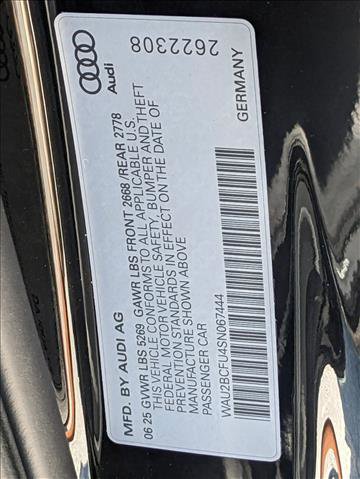 MFD. BY AUDI AG
06 25 GVWR LBS 5269 GAWR LBS FRONT 2668 /REAR 2778
THIS VEHICLE CONFORMS TO ALL APPLICABLE U.S.
FEDERAL MOTOR VEHICLE SAFETY, BUMPER AND THEFT
PREVENTION STANDARDS IN EFFECT ON THE DATE OF
MANUFACTURE SHOWN ABOVE
PASSENGER CAR
WAU2BCFU4SN067444
GERMANY
Audi
2622308